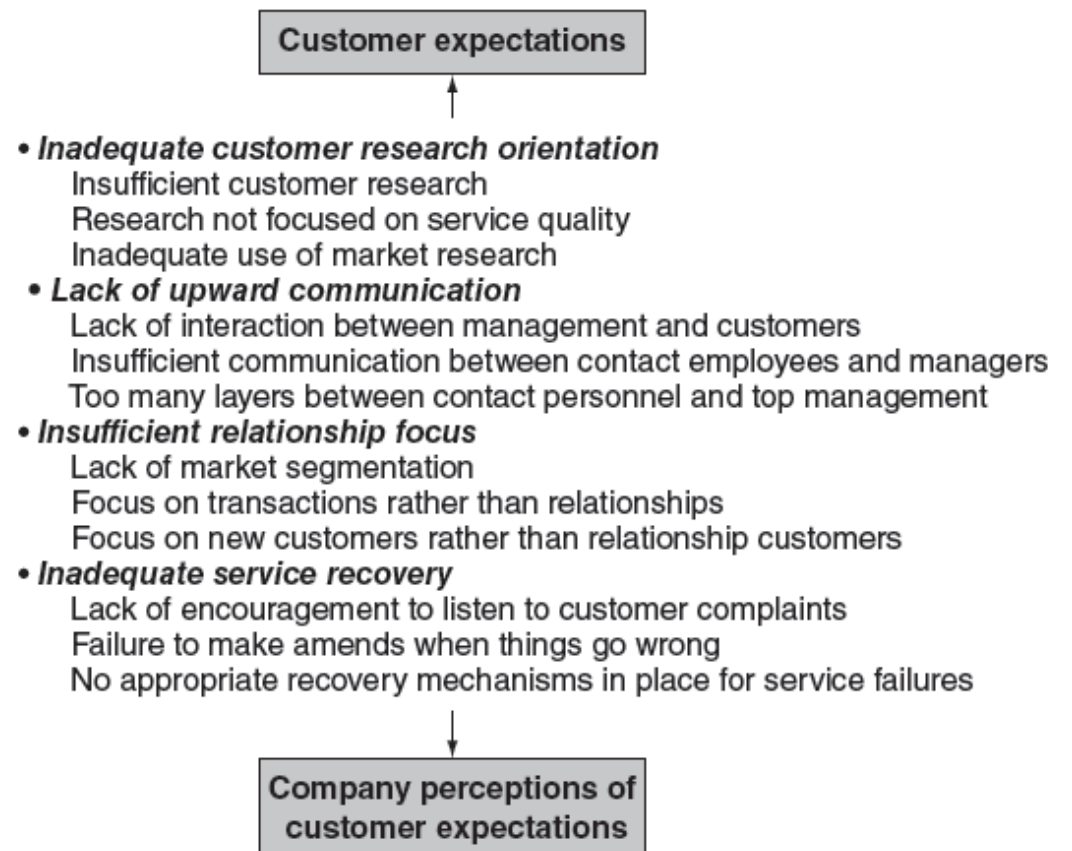 Customer expectations
• Inadequate customer research orientation
Insufficient customer research
Research not focused on service quality
Inadequate use of market research
• Lack of upward communication
Lack of interaction between management and customers
Insufficient communication between contact employees and managers
Too many layers between contact personnel and top management
• Insufficient relationship focus
Lack of market segmentation
Focus on transactions rather than relationships
Focus on new customers rather than relationship customers
• Inadequate service recovery
Lack of encouragement to listen to customer complaints
Failure to make amends when things go wrong
No appropriate recovery mechanisms in place for service failures
Company perceptions of
customer expectations